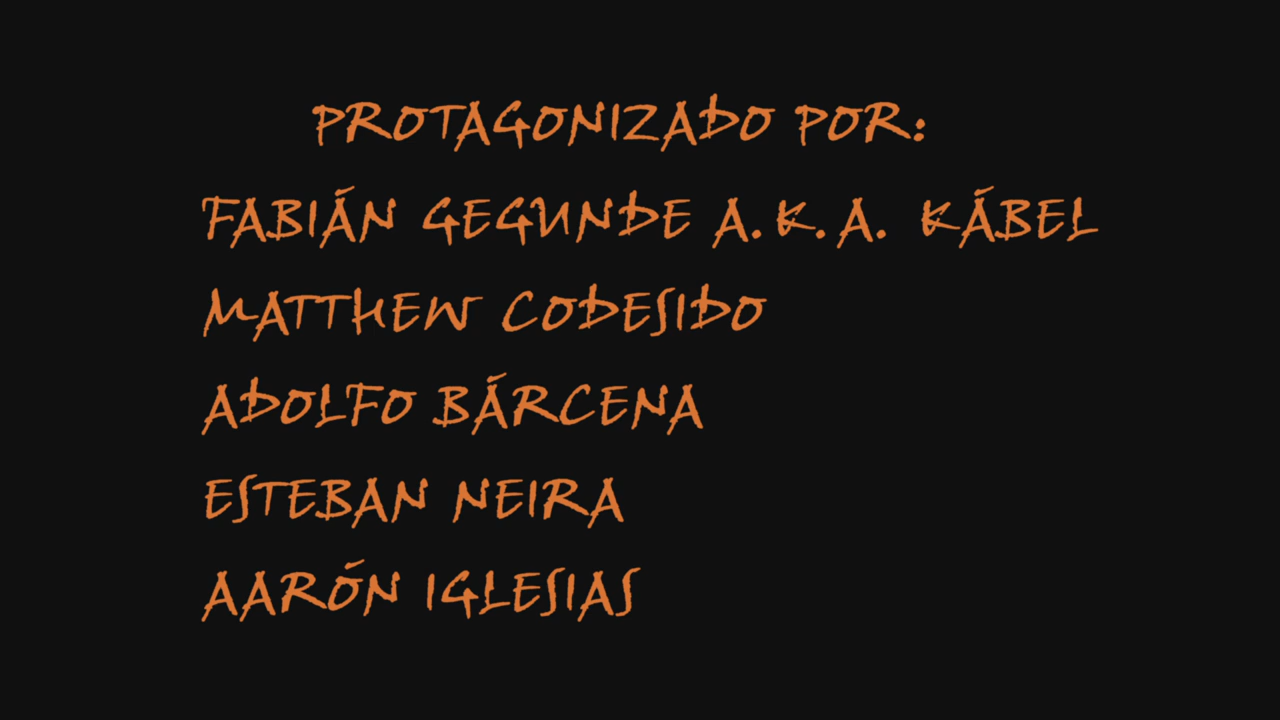 PROTAGONIZADO POR:
FABIÁN GEGUNDE A.K.A. KÁBEL
MATTHEW CODESIDO
ADOLFO BÁRCENA
ESTEBAN NEIRA
AARÓN IGLESIAS